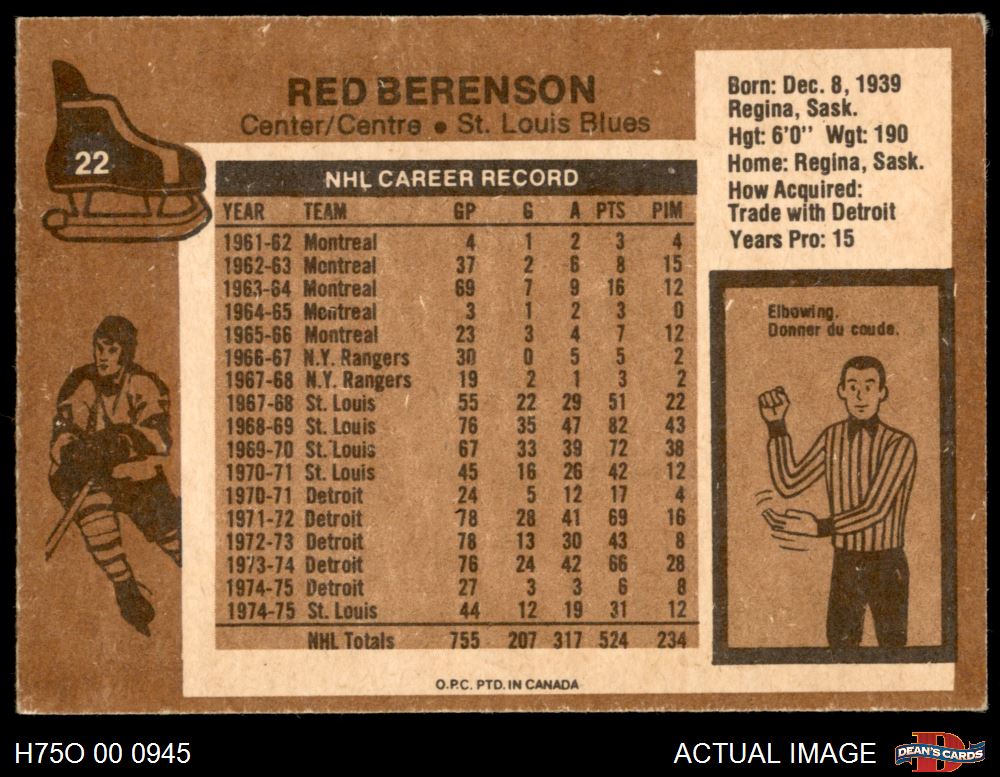 22
RED BERENSON
Center/Centre • St. Louis Blues
Born: Dec. 8, 1939
Regina, Sask.
Hgt: 6'0" Wgt: 190
Home: Regina, Sask.
How Acquired:
Trade with Detroit
Years Pro: 15
NHL CAREER RECORD
YEAR TEAM GP G A PTS PIM
1961-62 Montreal 4 1 2 3 4
1962-63 Montreal 37 2 6 8 15
1963-64 Montreal 69 7 9 16 12
1964-65 Montreal 3 1 2 3 0
1965-66 Montreal 23 3 4 7 12
1966-67 N.Y. Rangers 30 0 5 5 2
1967-68 N.Y. Rangers 19 2 1 3 2
1967-68 St. Louis 55 22 29 51 22
1968-69 St. Louis 76 35 47 82 43
1969-70 St. Louis 67 33 39 72 38
1970-71 St. Louis 45 16 26 42 12
1970-71 Detroit 24 5 12 17 4
1971-72 Detroit 78 28 41 69 16
1972-73 Detroit 78 13 30 43 8
1973-74 Detroit 76 24 42 66 28
1974-75 Detroit 27 3 3 6 8
1974-75 St. Louis 44 12 19 31 12
NHL Totals 755 207 317 524 234
Elbowing.
Donner du coude.
O.P.C. PTD. IN CANADA
H75O 00 0945
ACTUAL IMAGE
D
DEAN'S CARDS